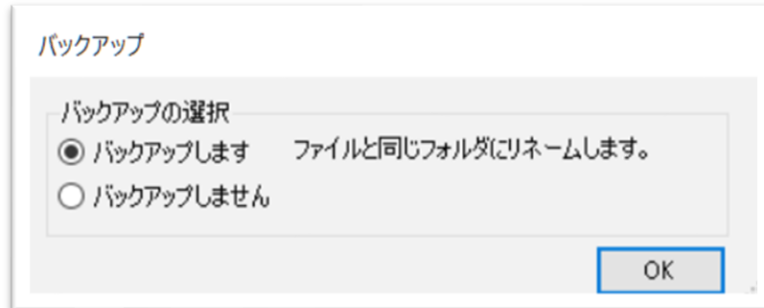 バックアップ
バックアップの選択
バックアップします ファイルと同じフォルダにリネームします。
バックアップしません
OK